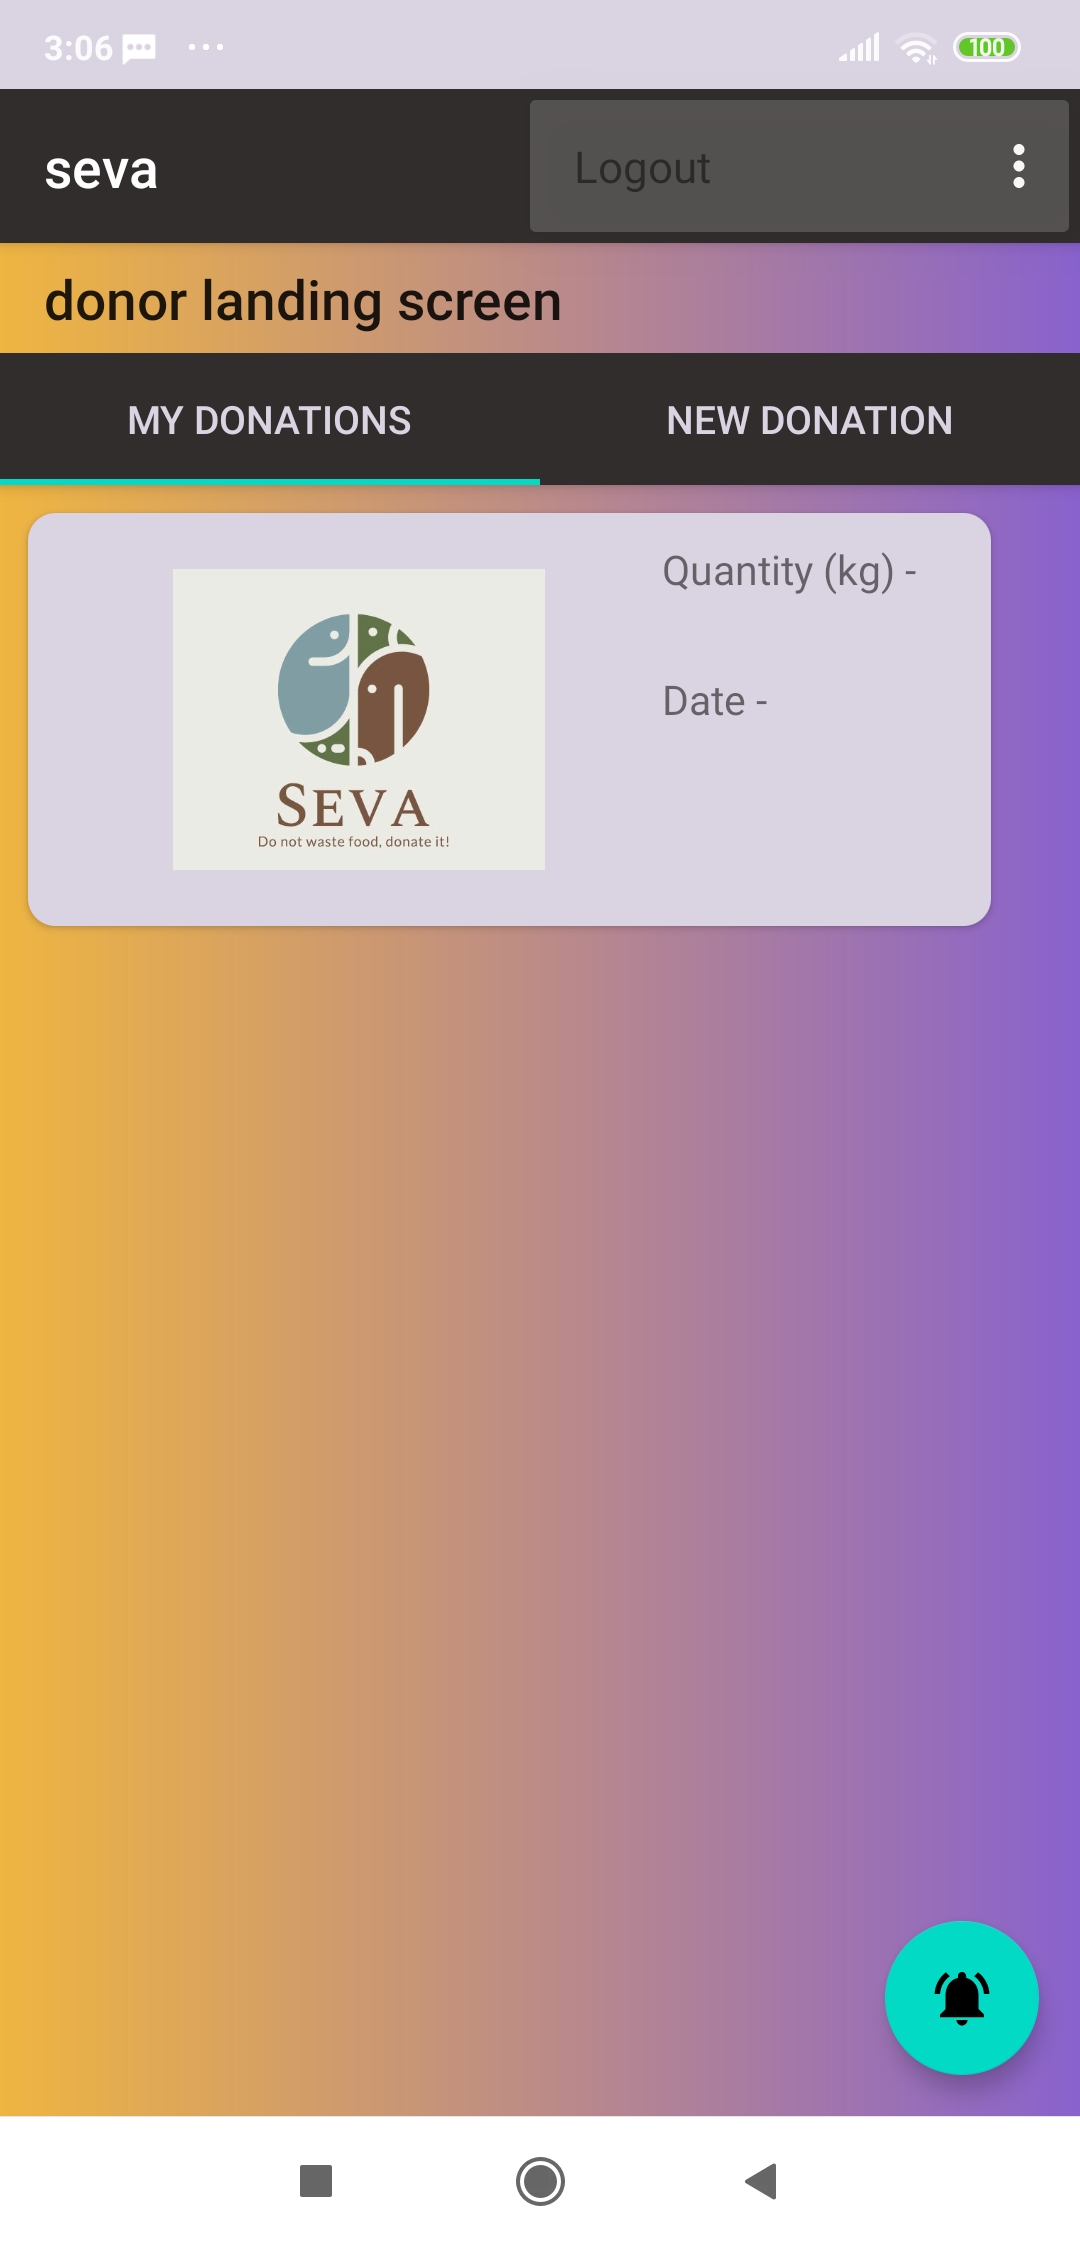 3:06
100
seva
Logout
donor landing screen
MY DONATIONS
NEW DONATION
Quantity (kg) -
Date -
SEVA
Do not waste food, donate it!